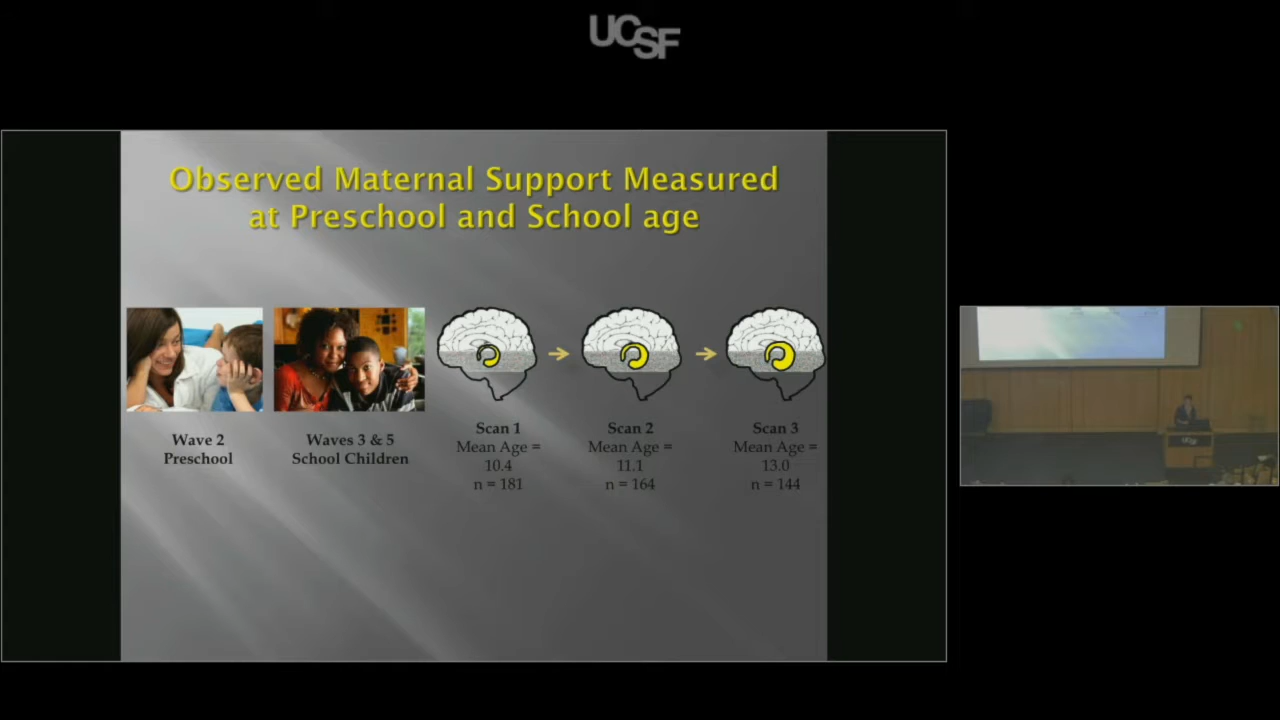 UCSF
Observed Maternal Support Measured
at Preschool and School age
Wave 2
Preschool
Waves 3 & 5
School Children
Scan 1
Mean Age =
10.4
n = 181
Scan 2
Mean Age =
11.1
n = 164
Scan 3
Mean Age =
13.0
n = 144
UCSF